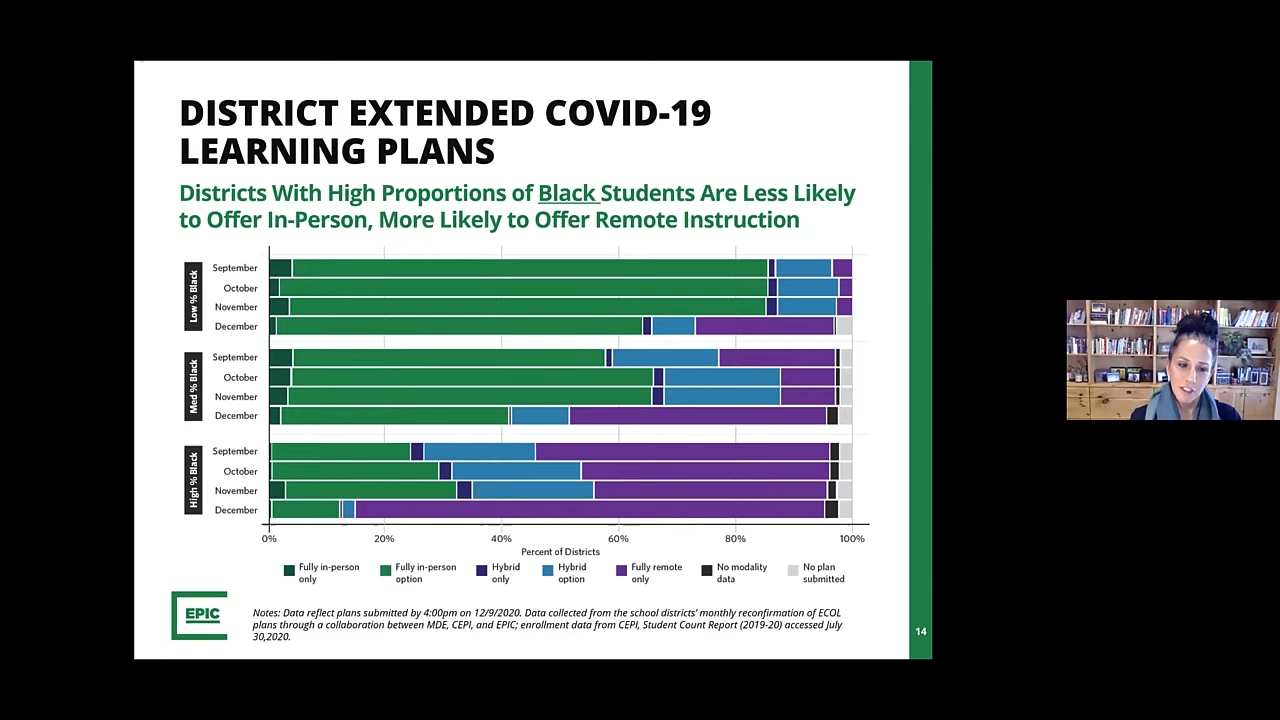 DISTRICT EXTENDED COVID-19
LEARNING PLANS
Districts With High Proportions of Black Students Are Less Likely
to Offer In-Person, More Likely to Offer Remote Instruction
Low % Black
September
October
November
December
Med % Black
September
October
November
December
High % Black
September
October
November
December
0% 20% 40% 60% 80% 100%
Percent of Districts
Fully in-person
only
Fully in-person
option
Hybrid
only
Hybrid
option
Fully remote
only
No modality
data
No plan
submitted
EPIC
Notes: Data reflect plans submitted by 4:00pm on 12/9/2020. Data collected from the school districts' monthly reconfirmation of ECOL
plans through a collaboration between MDE, CEPI, and EPIC; enrollment data from CEPI, Student Count Report (2019-20) accessed July
30,2020.
14